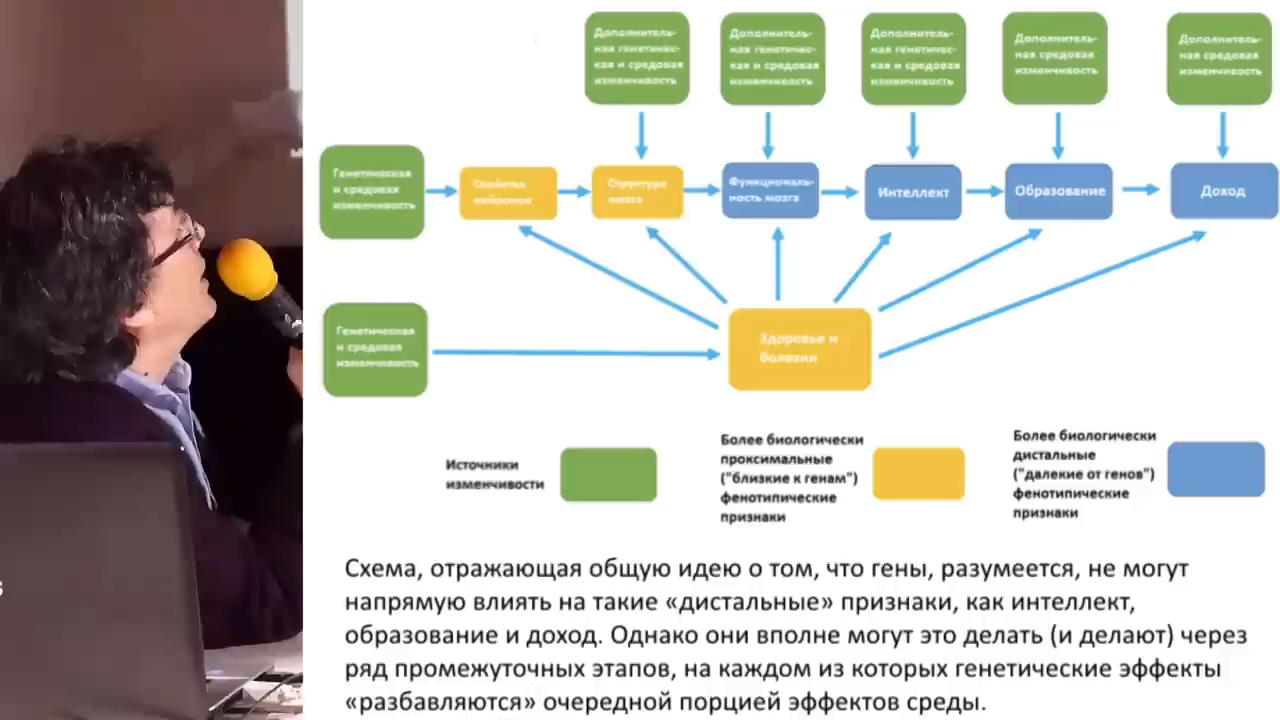 Дополнитель-
ная генетичес-
кая и средовая
изменчивость
Дополнитель-
ная генетичес-
кая и средовая
изменчивость
Дополнитель-
ная генетичес-
кая и средовая
изменчивость
Дополнитель-
ная средовая
изменчивость
Дополнитель-
ная средовая
изменчивость
Генетическая
и средовая
изменчивость
Свойства
нейронов
Структура
мозга
Функциональ-
ность мозга
Интеллект
Образование
Доход
Генетическая
и средовая
изменчивость
Здоровье и
болезни
Источники
изменчивости
Более биологически
проксимальные
("близкие к генам")
фенотипические
признаки
Более биологически
дистальные
("далекие от генов")
фенотипические
признаки
Схема, отражающая общую идею о том, что гены, разумеется, не могут
напрямую влиять на такие «дистальные» признаки, как интеллект,
образование и доход. Однако они вполне могут это делать (и делают) через
ряд промежуточных этапов, на каждом из которых генетические эффекты
«разбавляются» очередной порцией эффектов среды.